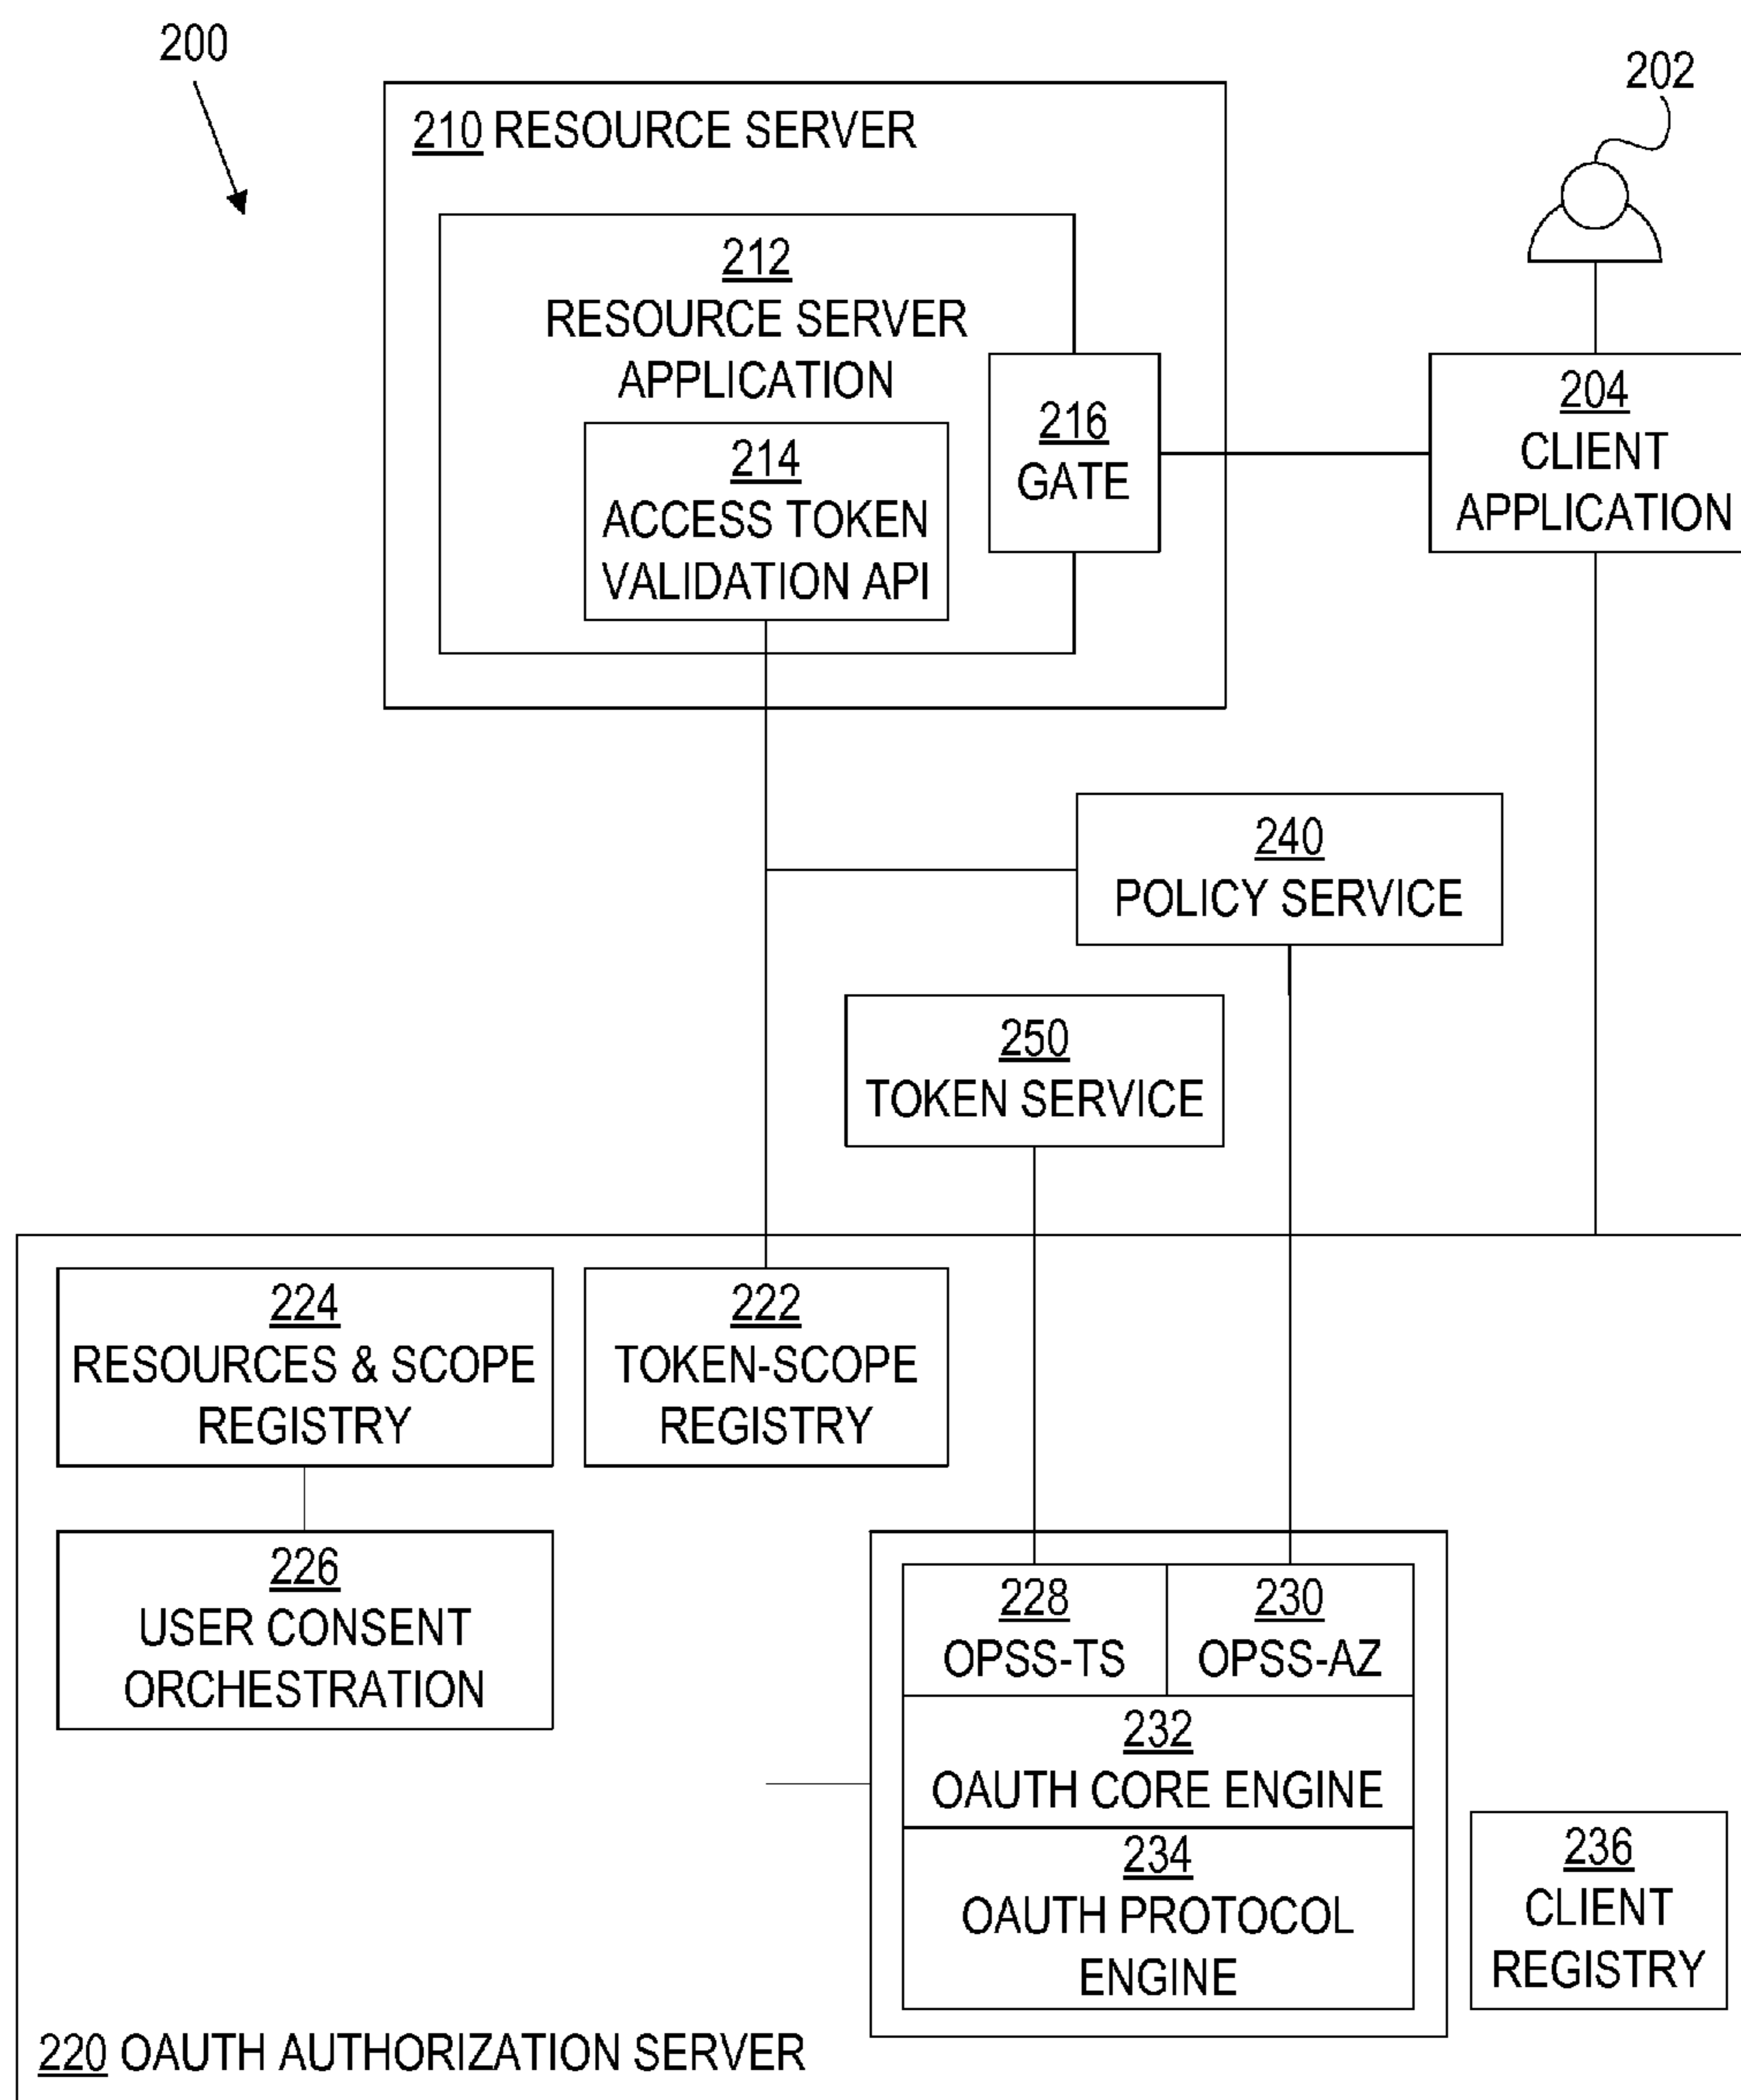 200
202
210 RESOURCE SERVER
212
RESOURCE SERVER
APPLICATION
214
ACCESS TOKEN
VALIDATION API
216
GATE
204
CLIENT
APPLICATION
240
POLICY SERVICE
250
TOKEN SERVICE
224
RESOURCES & SCOPE
REGISTRY
222
TOKEN-SCOPE
REGISTRY
226
USER CONSENT
ORCHESTRATION
228
OPSS-TS
230
OPSS-AZ
232
OAUTH CORE ENGINE
234
OAUTH PROTOCOL
ENGINE
236
CLIENT
REGISTRY
220 OAUTH AUTHORIZATION SERVER